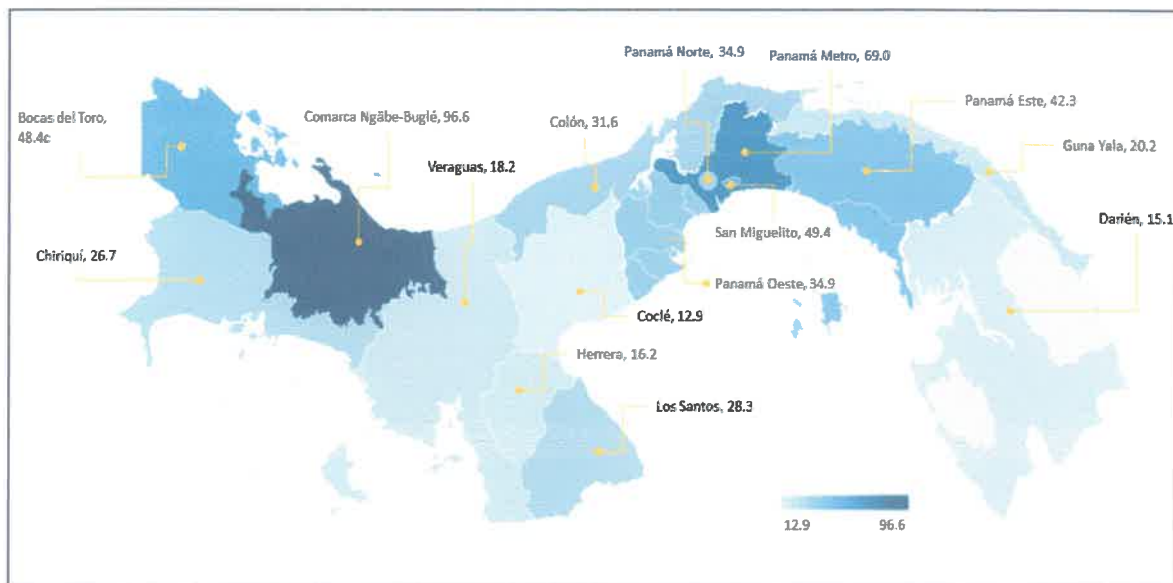 Panamá Norte, 34.9
Panamá Metro, 69.0
Bocas del Toro,
48.4c
Comarca Ngäbe-Buglé, 96.6
Colón, 31.6
Panamá Este, 42.3
Veraguas, 18.2
Guna Yala, 20.2
Chiriquí, 26.7
San Miguelito, 49.4
Darién, 15.1
Panamá Oeste, 34.9
Coclé, 12.9
Herrera, 16.2
Los Santos, 28.3
12.9
96.6